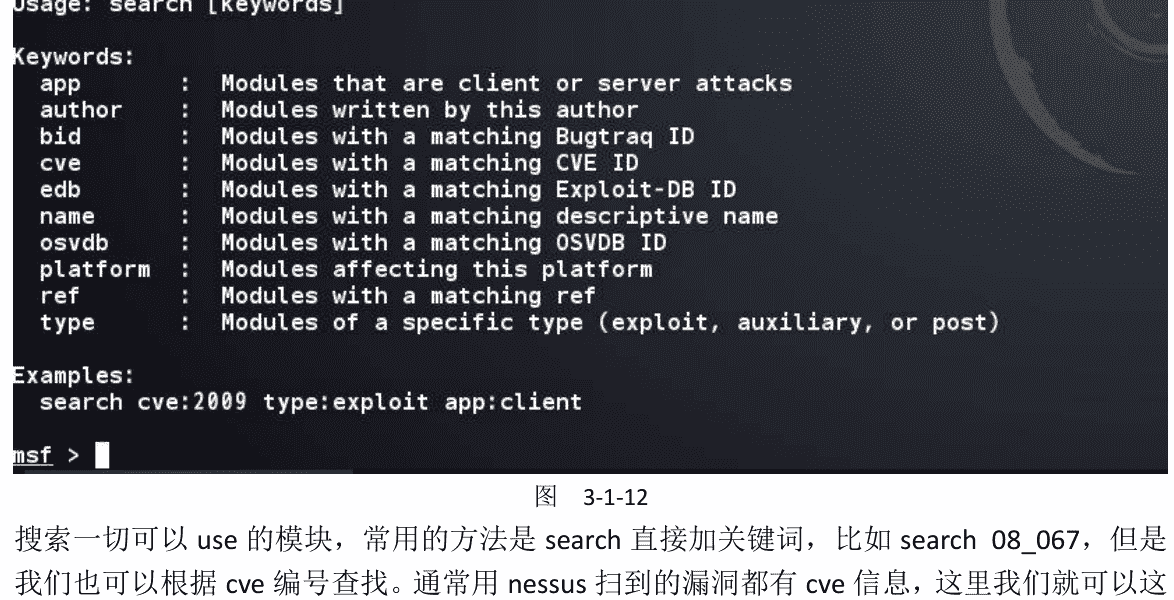 Usage: search [keywords]
Keywords:
app : Modules that are client or server attacks
author : Modules written by this author
bid : Modules with a matching Bugtraq ID
cve : Modules with a matching CVE ID
edb : Modules with a matching Exploit-DB ID
name : Modules with a matching descriptive name
osvdb : Modules with a matching OSVDB ID
platform : Modules affecting this platform
ref : Modules with a matching ref
type : Modules of a specific type (exploit, auxiliary, or post)
Examples:
search cve:2009 type:exploit app:client
msf >
图 3-1-12
搜索一切可以 use 的模块，常用的方法是 search 直接加关键词，比如 search 08_067，但是
我们也可以根据 cve 编号查找。通常用 nessus 扫到的漏洞都有 cve 信息，这里我们就可以这